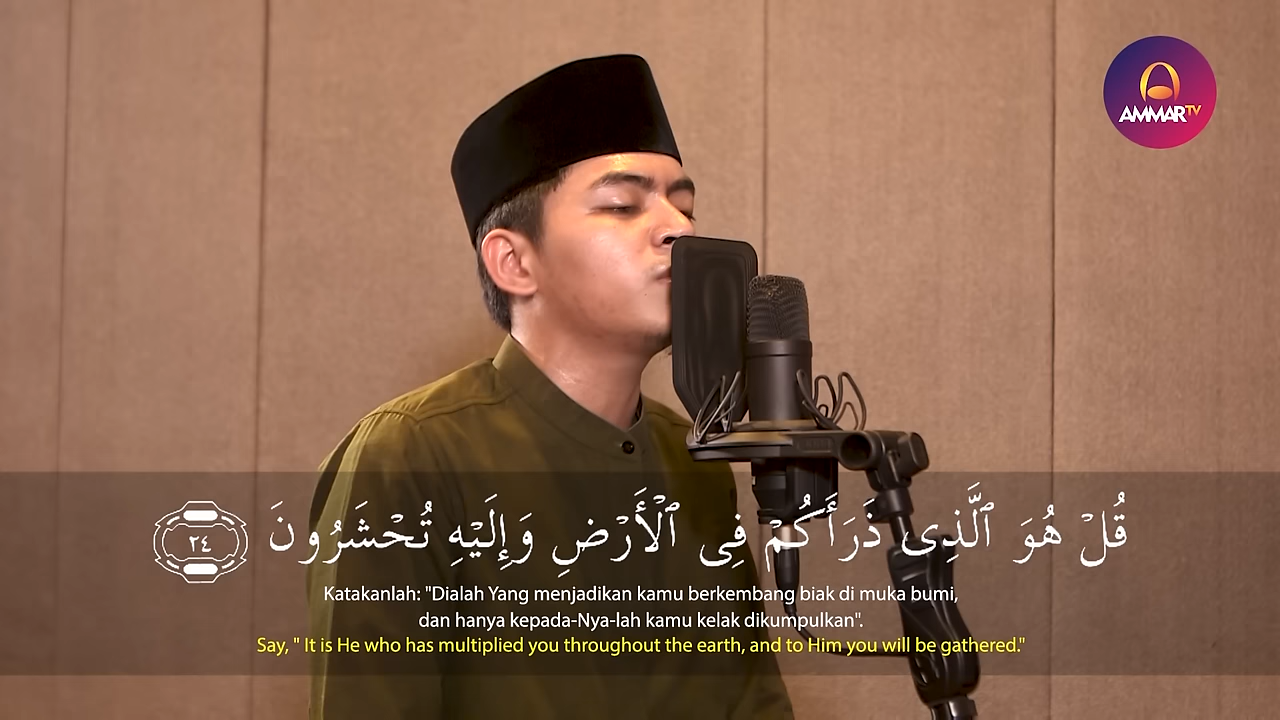 AMMARTV
قُلْ هُوَ ٱلَّذِى ذَرَأَكُمْ فِى ٱلْأَرْضِ وَإِلَيْهِ تُحْشَرُونَ ٢٤
Katakanlah: "Dialah Yang menjadikan kamu berkembang biak di muka bumi,
dan hanya kepada-Nya-lah kamu kelak dikumpulkan".
Say, " It is He who has multiplied you throughout the earth, and to Him you will be gathered."